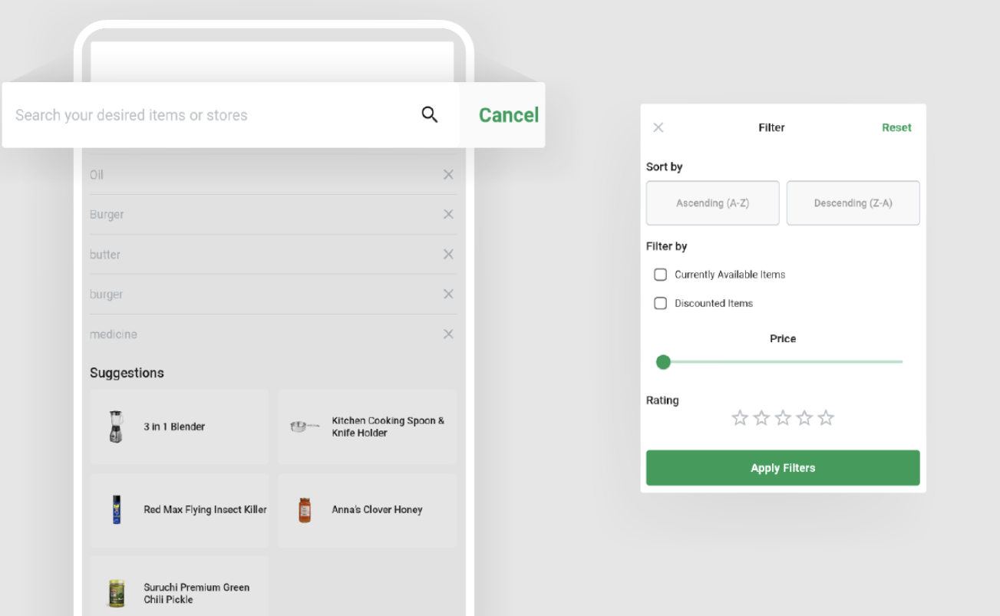 Search your desired items or stores
Cancel
Oil
Burger
butter
burger
medicine
Suggestions
3 in 1 Blender
Kitchen Cooking Spoon &
Knife Holder
Red Max Flying Insect Killer
Anna's Clover Honey
Suruchi Premium Green
Chili Pickle
Filter
Reset
Sort by
Ascending (A-Z)
Descending (Z-A)
Filter by
Currently Available Items
Discounted Items
Price
Rating
Apply Filters